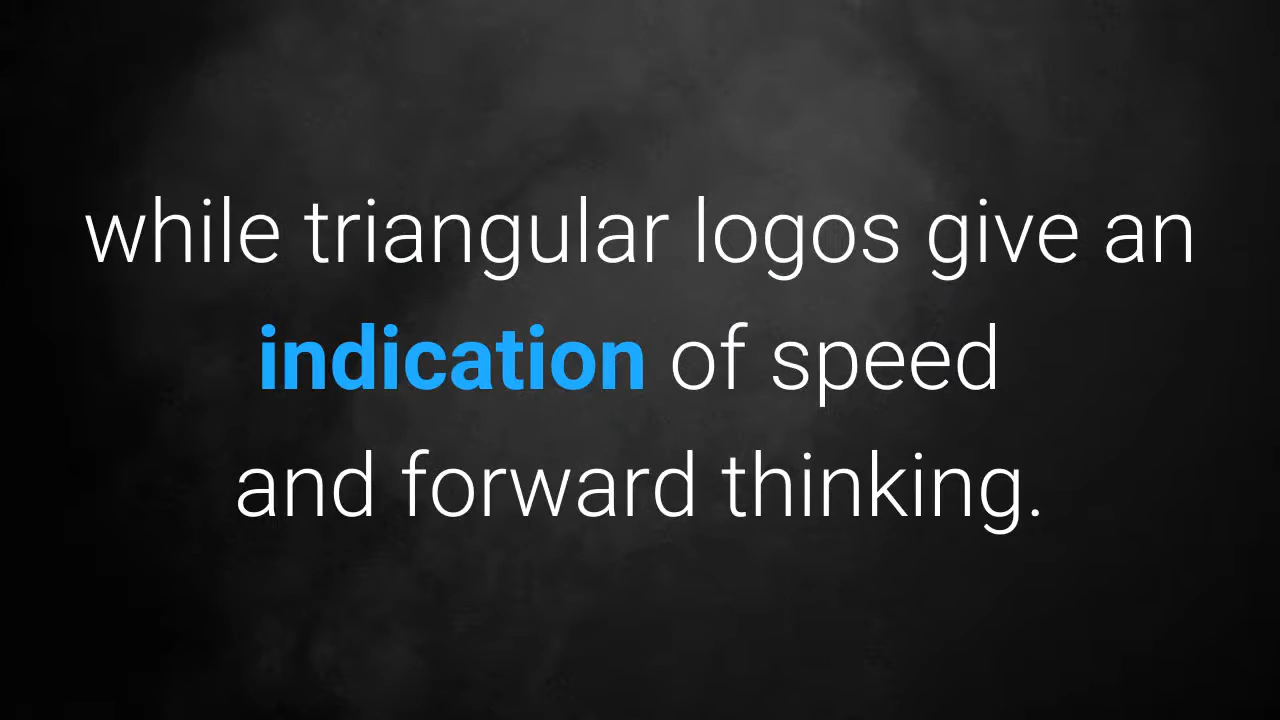 while triangular logos give an
indication of speed
and forward thinking.